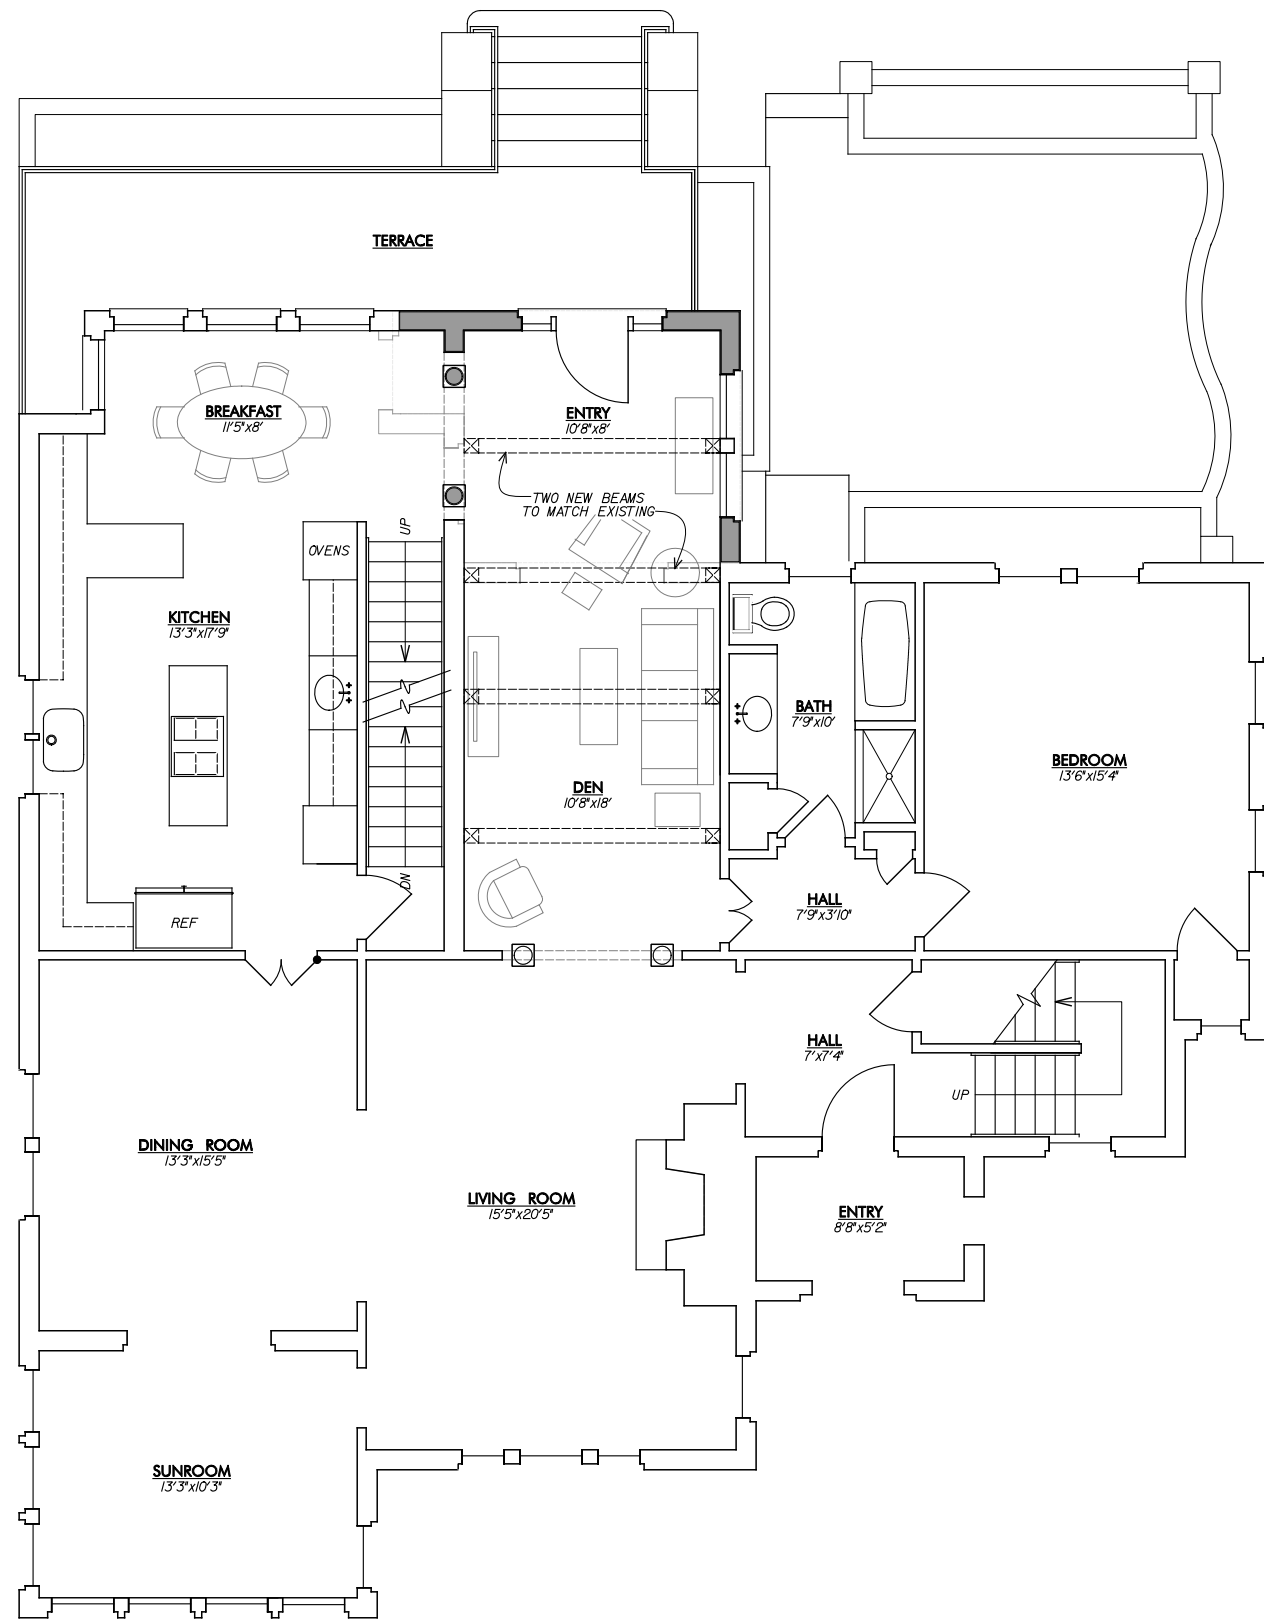 TERRACE
BREAKFAST
11'5"x8'
ENTRY
10'8"x8'
TWO NEW BEAMS
TO MATCH EXISTING
UP
OVENS
KITCHEN
13'3"x17'9"
BATH
7'9"x10'
BEDROOM
13'6"x15'4"
DEN
10'8"x18'
DN
REF
HALL
7'9"x3'10"
HALL
7'x7'4"
UP
DINING ROOM
13'3"x15'5"
LIVING ROOM
15'5"x20'5"
ENTRY
8'8"x5'2"
SUNROOM
13'3"x10'3"